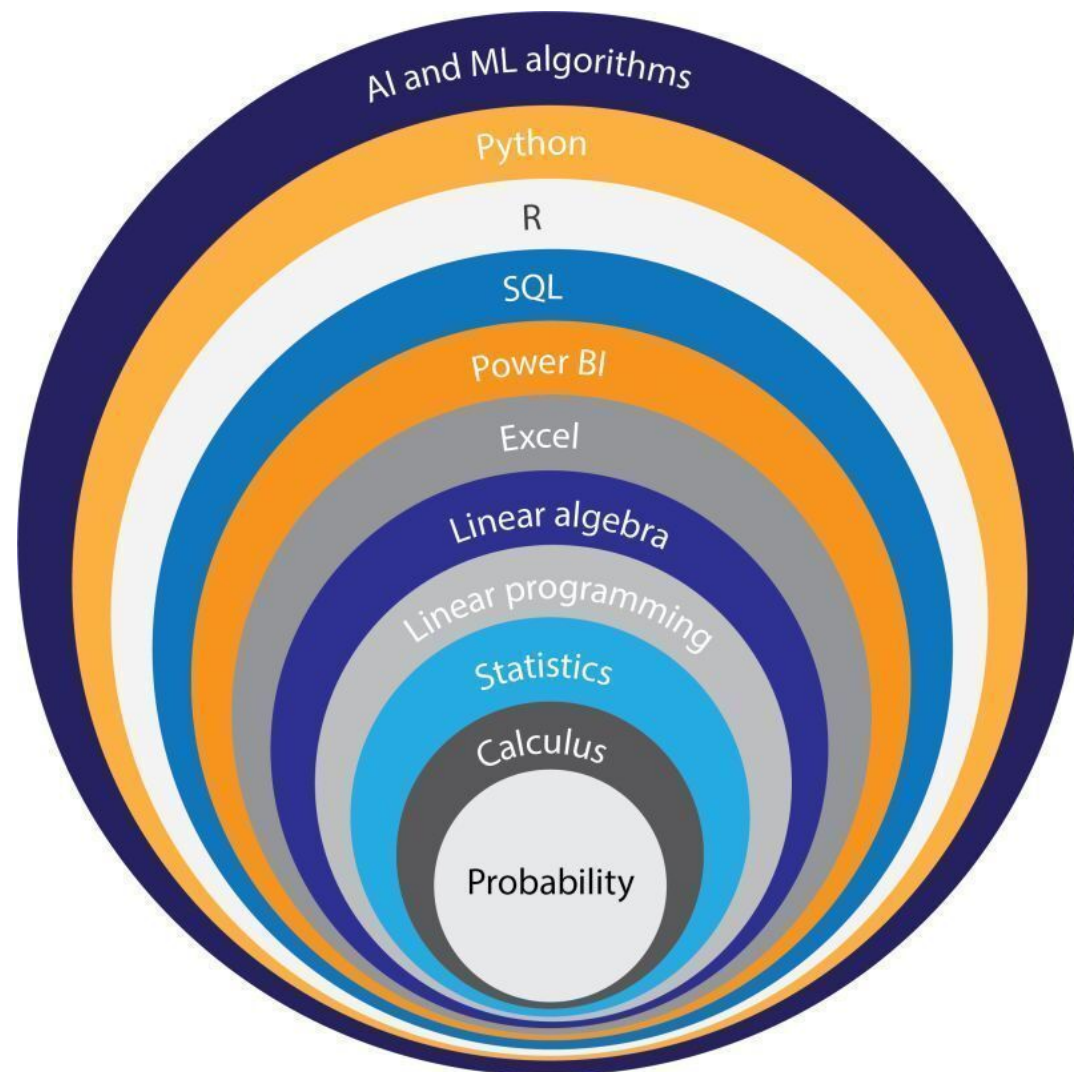 AI and ML algorithms
Python
R
SQL
Power BI
Excel
Linear algebra
Linear programming
Statistics
Calculus
Probability